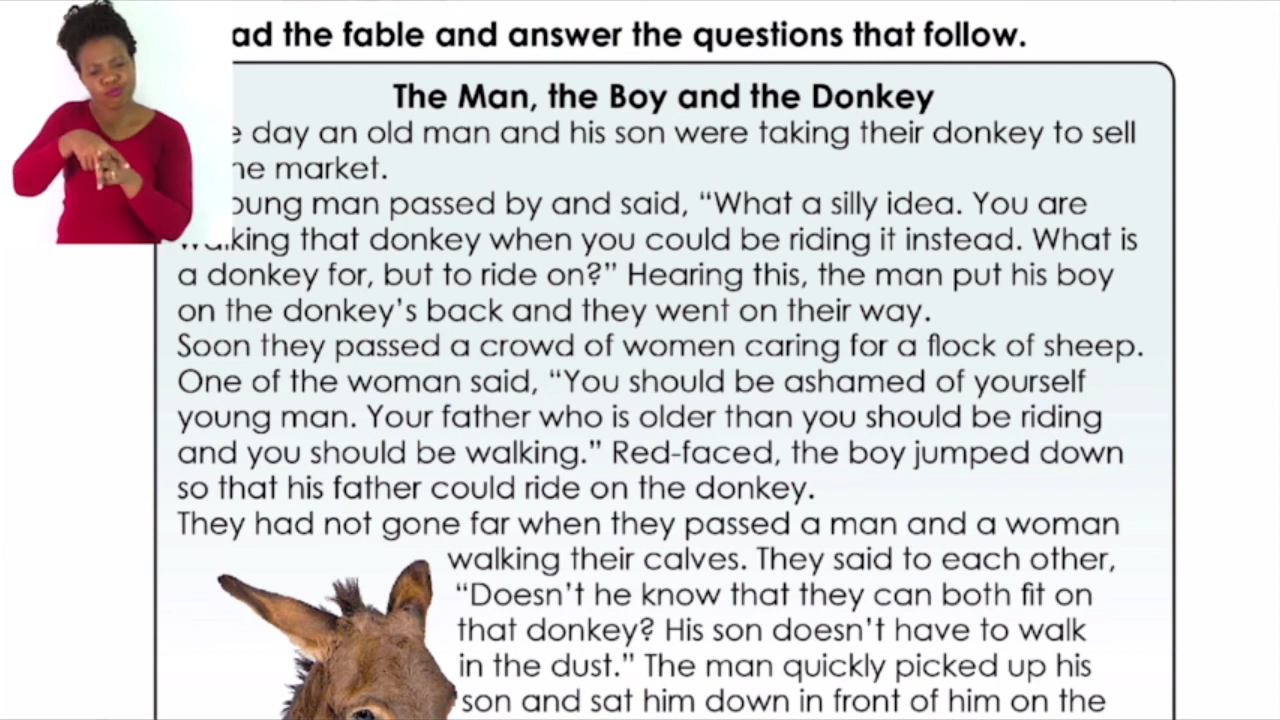 ad the fable and answer the questions that follow.
The Man, the Boy and the Donkey
day an old man and his son were taking their donkey to sell
market.
man passed by and said, “What a silly idea. You are
that donkey when you could be riding it instead. What is
a donkey for, but to ride on?” Hearing this, the man put his boy
on the donkey’s back and they went on their way.
Soon they passed a crowd of women caring for a flock of sheep.
One of the woman said, “You should be ashamed of yourself
young man. Your father who is older than you should be riding
and you should be walking.” Red-faced, the boy jumped down
so that his father could ride on the donkey.
They had not gone far when they passed a man and a woman
walking their calves. They said to each other,
“Doesn’t he know that they can both fit on
that donkey? His son doesn’t have to walk
in the dust.” The man quickly picked up his
son and sat him down in front of him on the